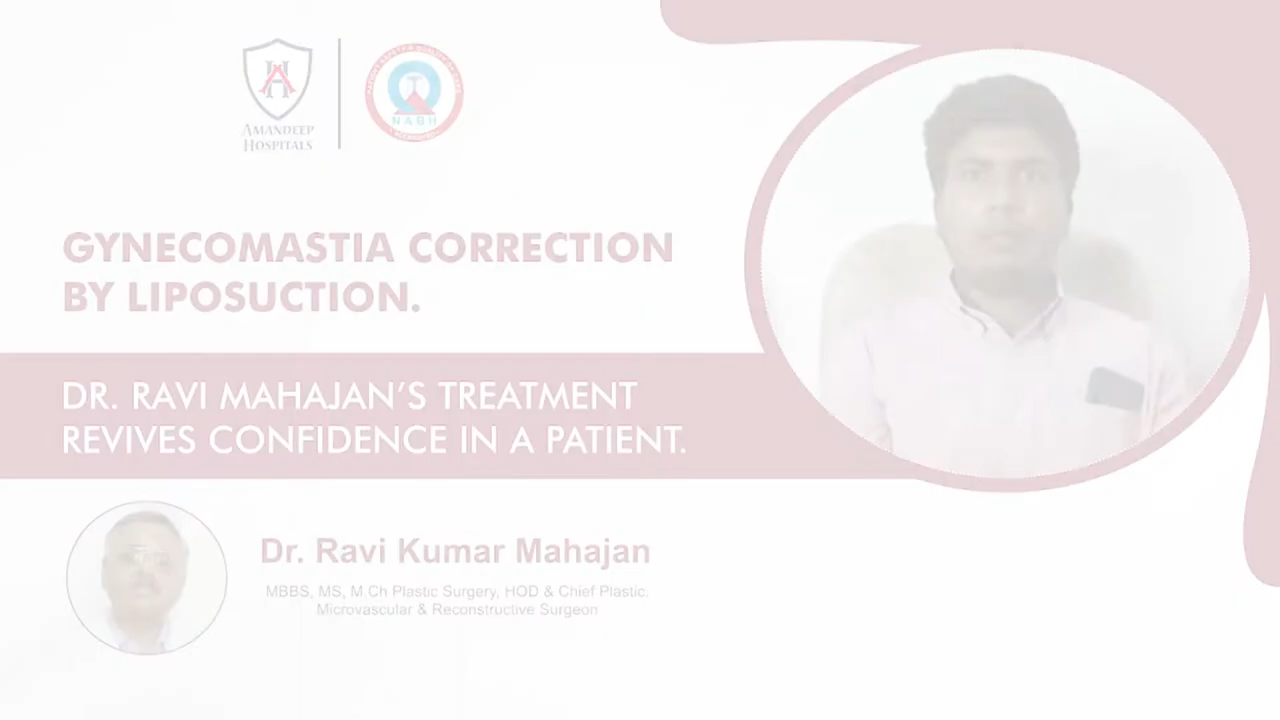 AMANDEEP
HOSPITALS
NABH
GYNECOMASTIA CORRECTION
BY LIPOSUCTION.
DR. RAVI MAHAJAN'S TREATMENT
REVIVES CONFIDENCE IN A PATIENT.
Dr. Ravi Kumar Mahajan
MBBS, MS, M.Ch Plastic Surgery, HOD & Chief Plastic,
Microvascular & Reconstructive Surgeon